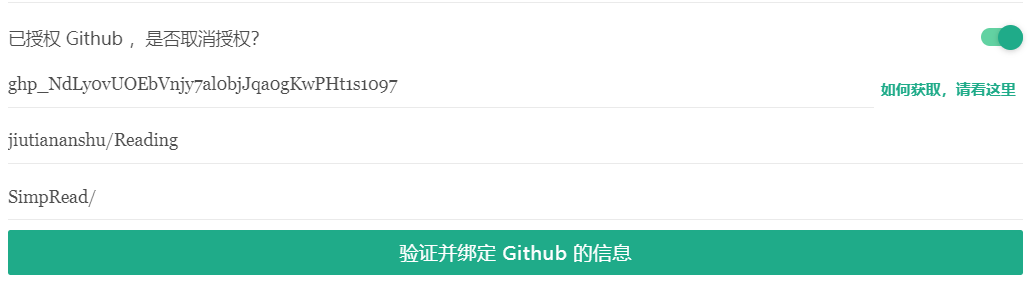 已授权 Github ，是否取消授权？
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
如何获取，请看这里
jiutiananshu/Reading
SimpRead/
验证并绑定 Github 的信息